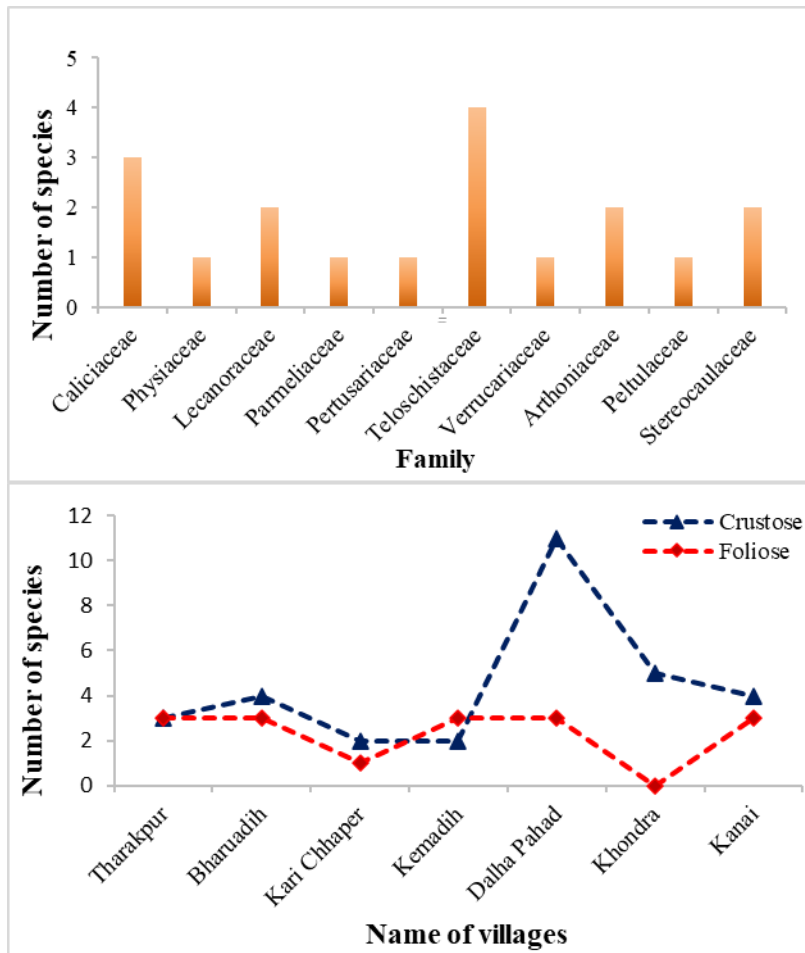 Number of species
5
4
3
2
1
0
Caliciaceae
Physiaceae
Lecanoraceae
Parmeliaceae
Pertusariaceae
Teloschistaceae
Verrucariaceae
Arthoniaceae
Peltulaceae
Stereocaulaceae
=
Family
Number of species
12
10
8
6
4
2
0
Crustose
Foliose
Tharakpur
Bharuadih
Kari Chhaper
Kemadih
Dalha Pahad
Khondra
Kanai
Name of villages